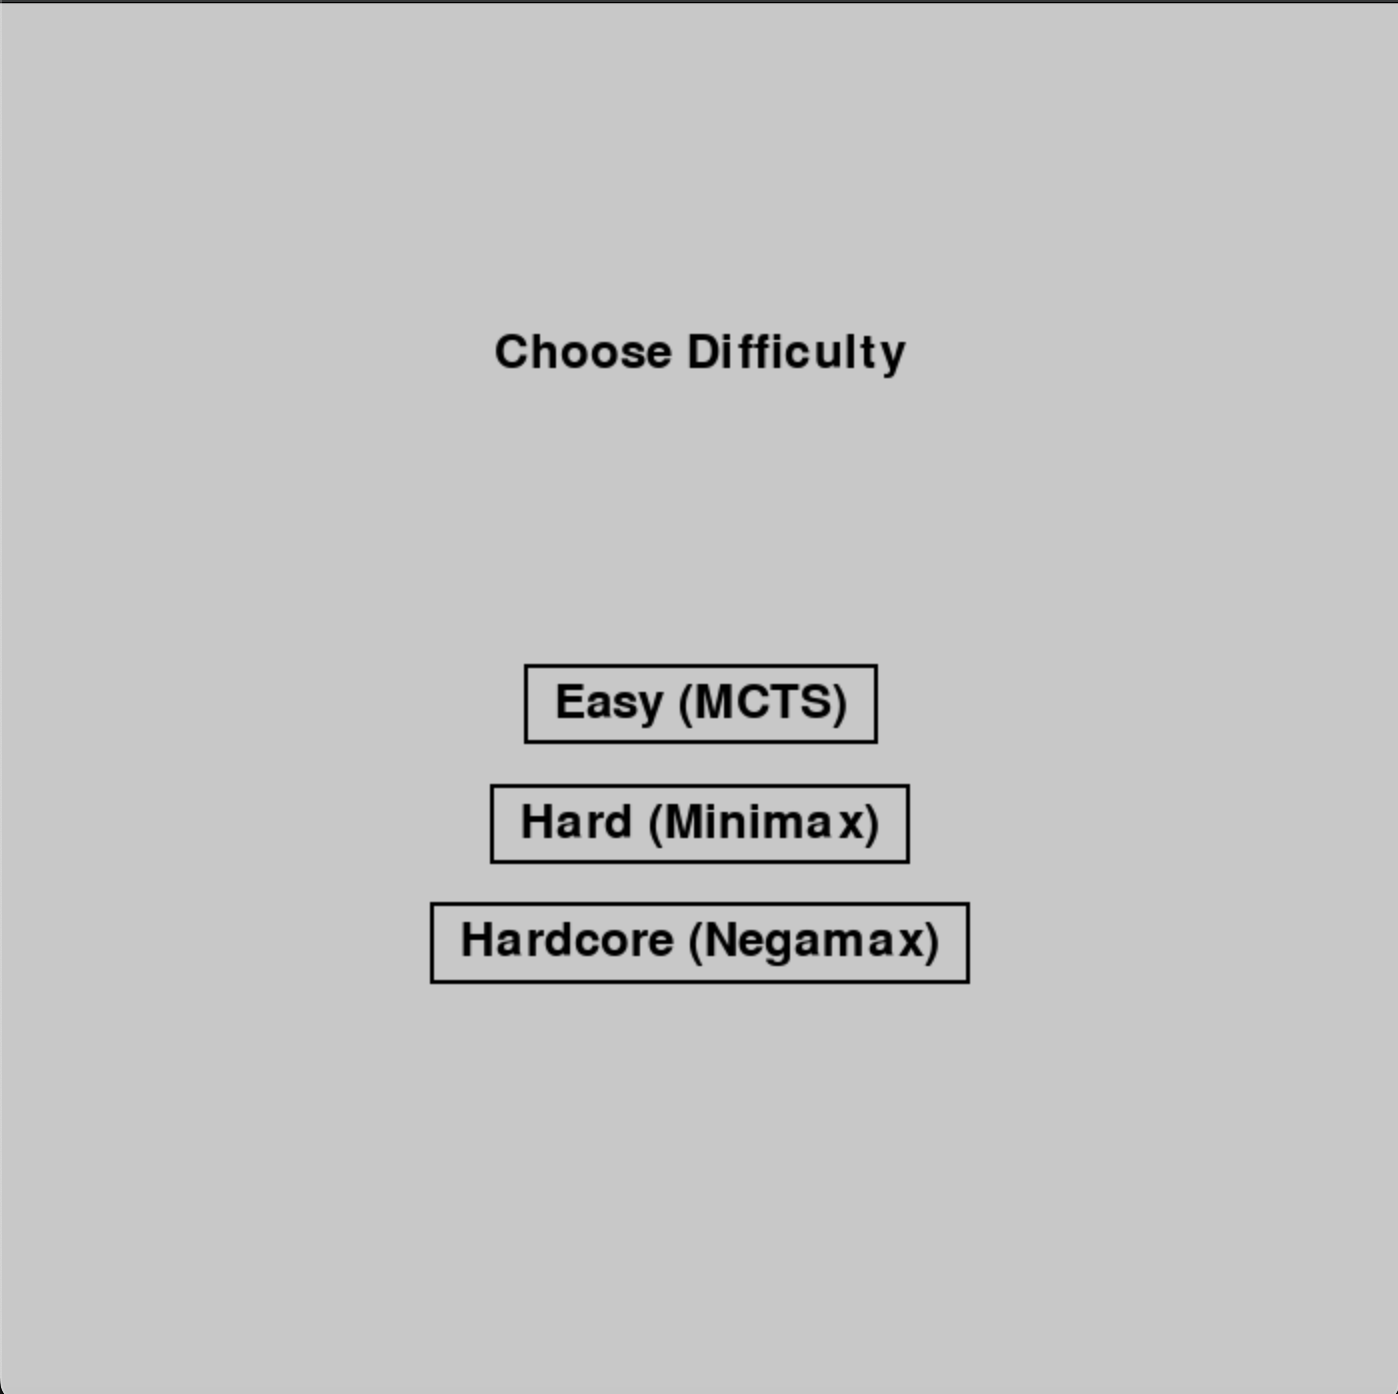 Choose Difficulty
Easy (MCTS)
Hard (Minimax)
Hardcore (Negamax)